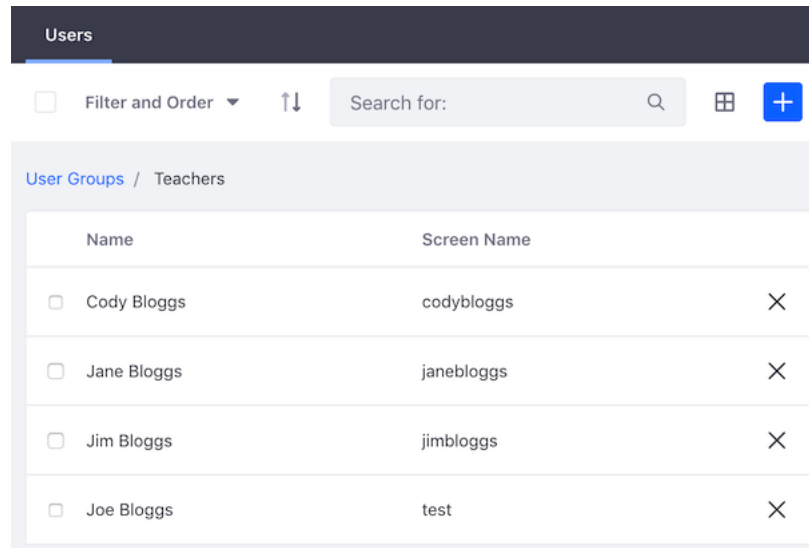 Users
Filter and Order Search for:
User Groups / Teachers
Name Screen Name
Cody Bloggs codybloggs
Jane Bloggs janebloggs
Jim Bloggs jimbloggs
Joe Bloggs test